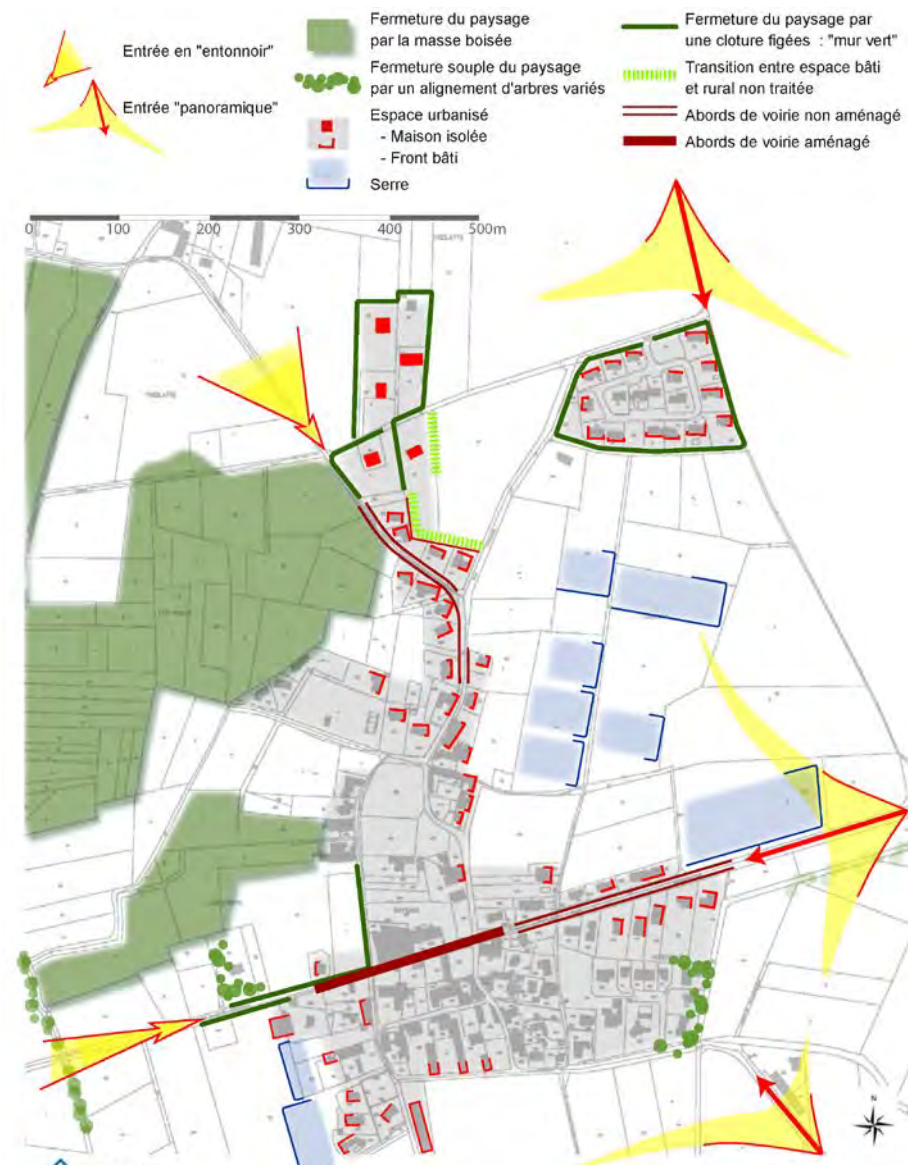 Entrée en "entonnoir"
Entrée "panoramique"
Fermeture du paysage
par la masse boisée
Fermeture souple du paysage
par un alignement d'arbres variés
Espace urbanisé
- Maison isolée
- Front bâti
Serre
Fermeture du paysage par
une cloture figées : "mur vert"
Transition entre espace bâti
et rural non traitée
Abords de voirie non aménagé
Abords de voirie aménagé
0 100 200 300 400 500m
N